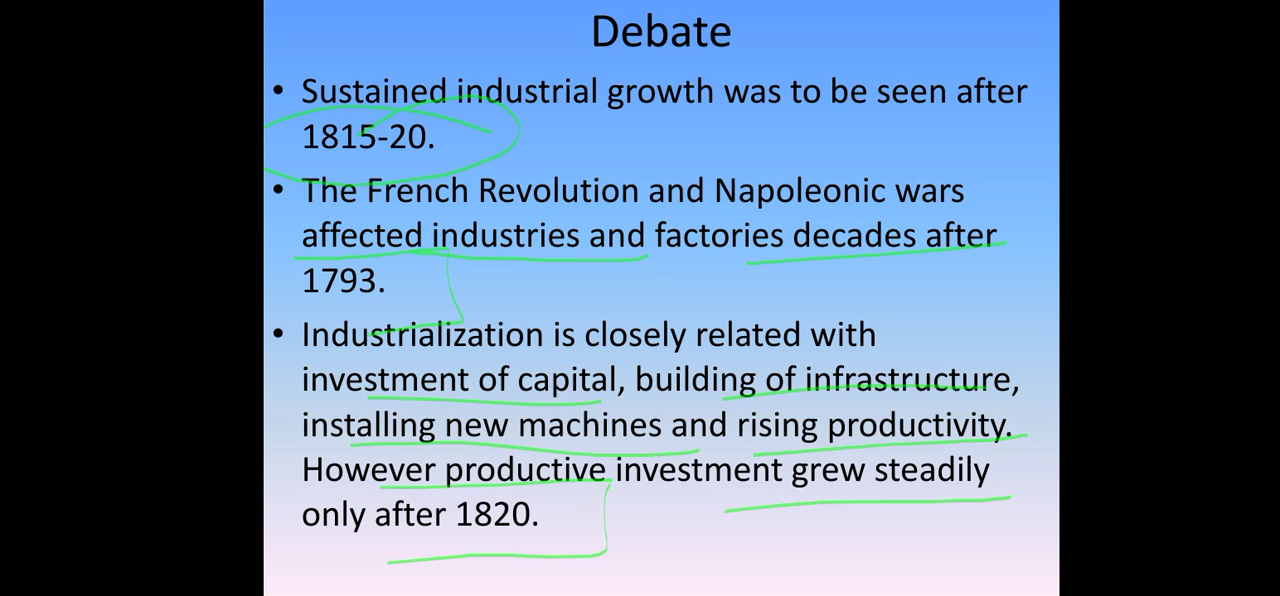 Debate
• Sustained industrial growth was to be seen after
1815-20.
• The French Revolution and Napoleonic wars
affected industries and factories decades after
1793.
• Industrialization is closely related with
investment of capital, building of infrastructure,
installing new machines and rising productivity.
However productive investment grew steadily
only after 1820.